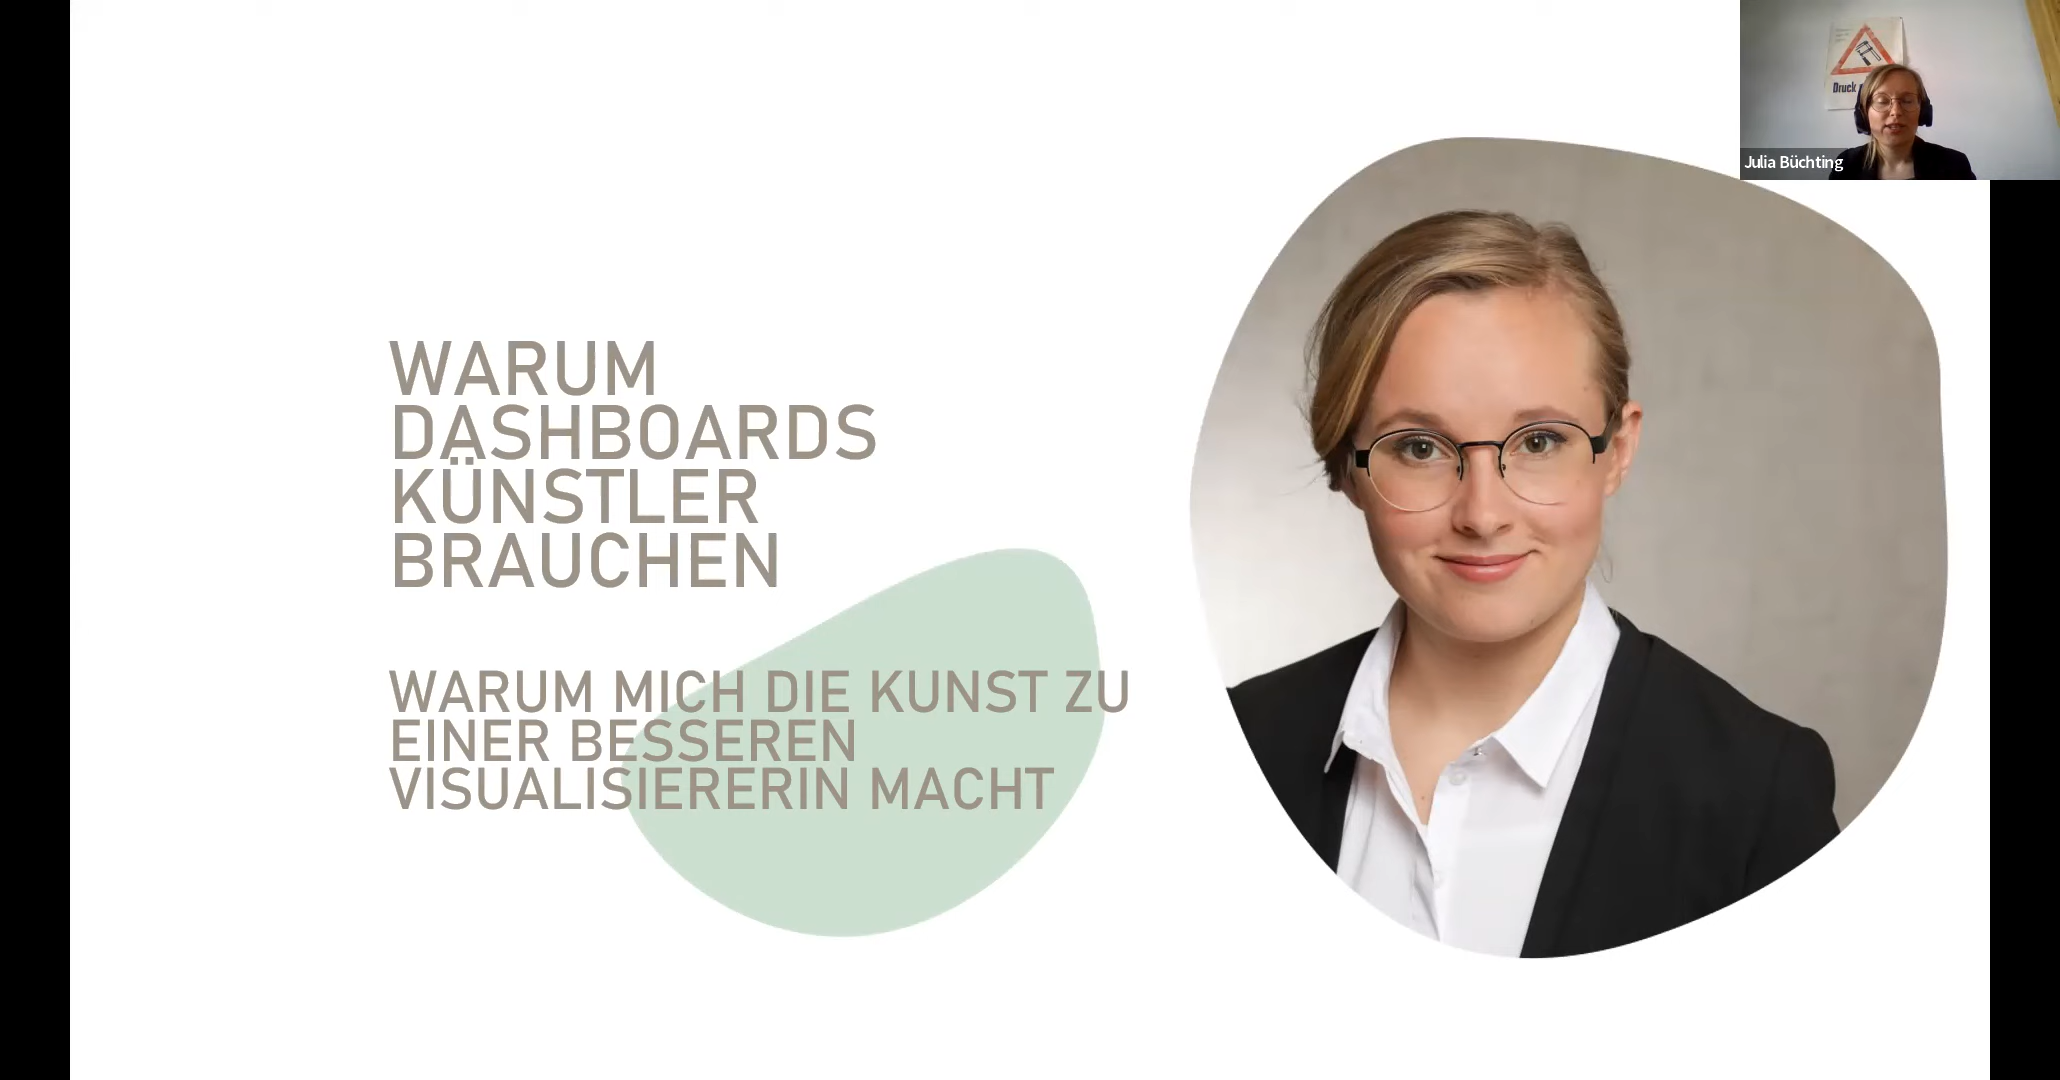 WARUM
DASHBOARDS
KÜNSTLER
BRAUCHEN
WARUM MICH DIE KUNST ZU
EINER BESSEREN
VISUALISIERERIN MACHT
Druck
Julia Büchting